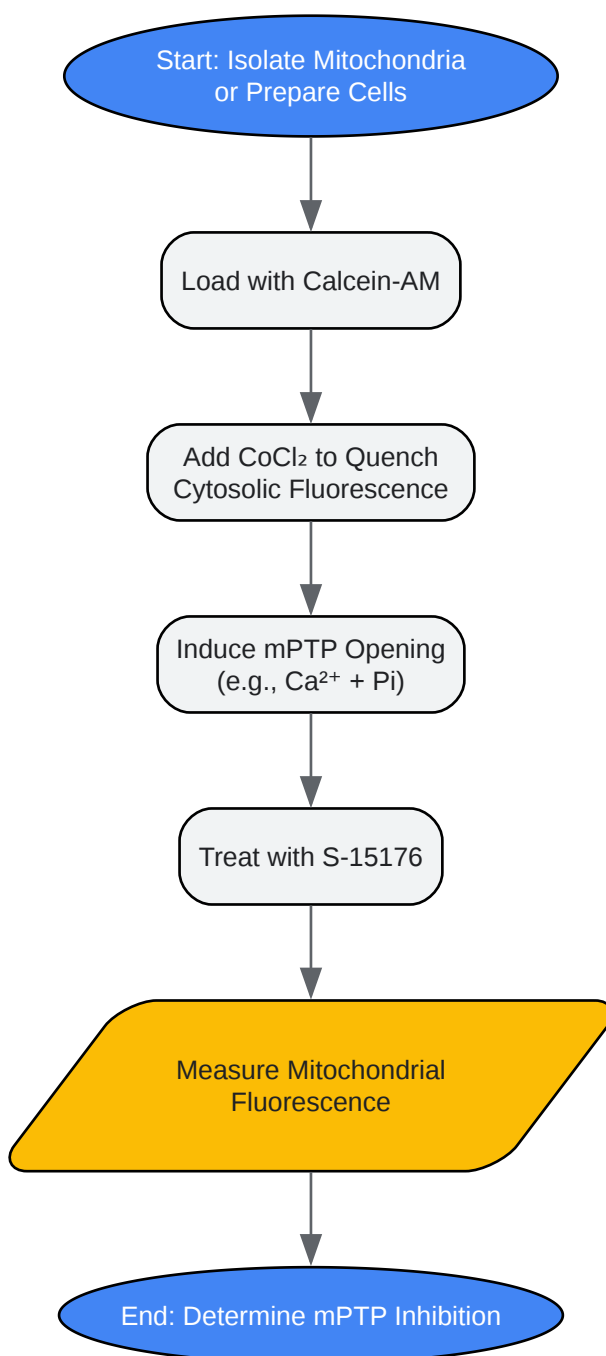 Start: Isolate Mitochondria
or Prepare Cells
Load with Calcein-AM
Add CoCl₂ to Quench
Cytosolic Fluorescence
Induce mPTP Opening
(e.g., Ca²⁺ + Pi)
Treat with S-15176
Measure Mitochondrial
Fluorescence
End: Determine mPTP Inhibition